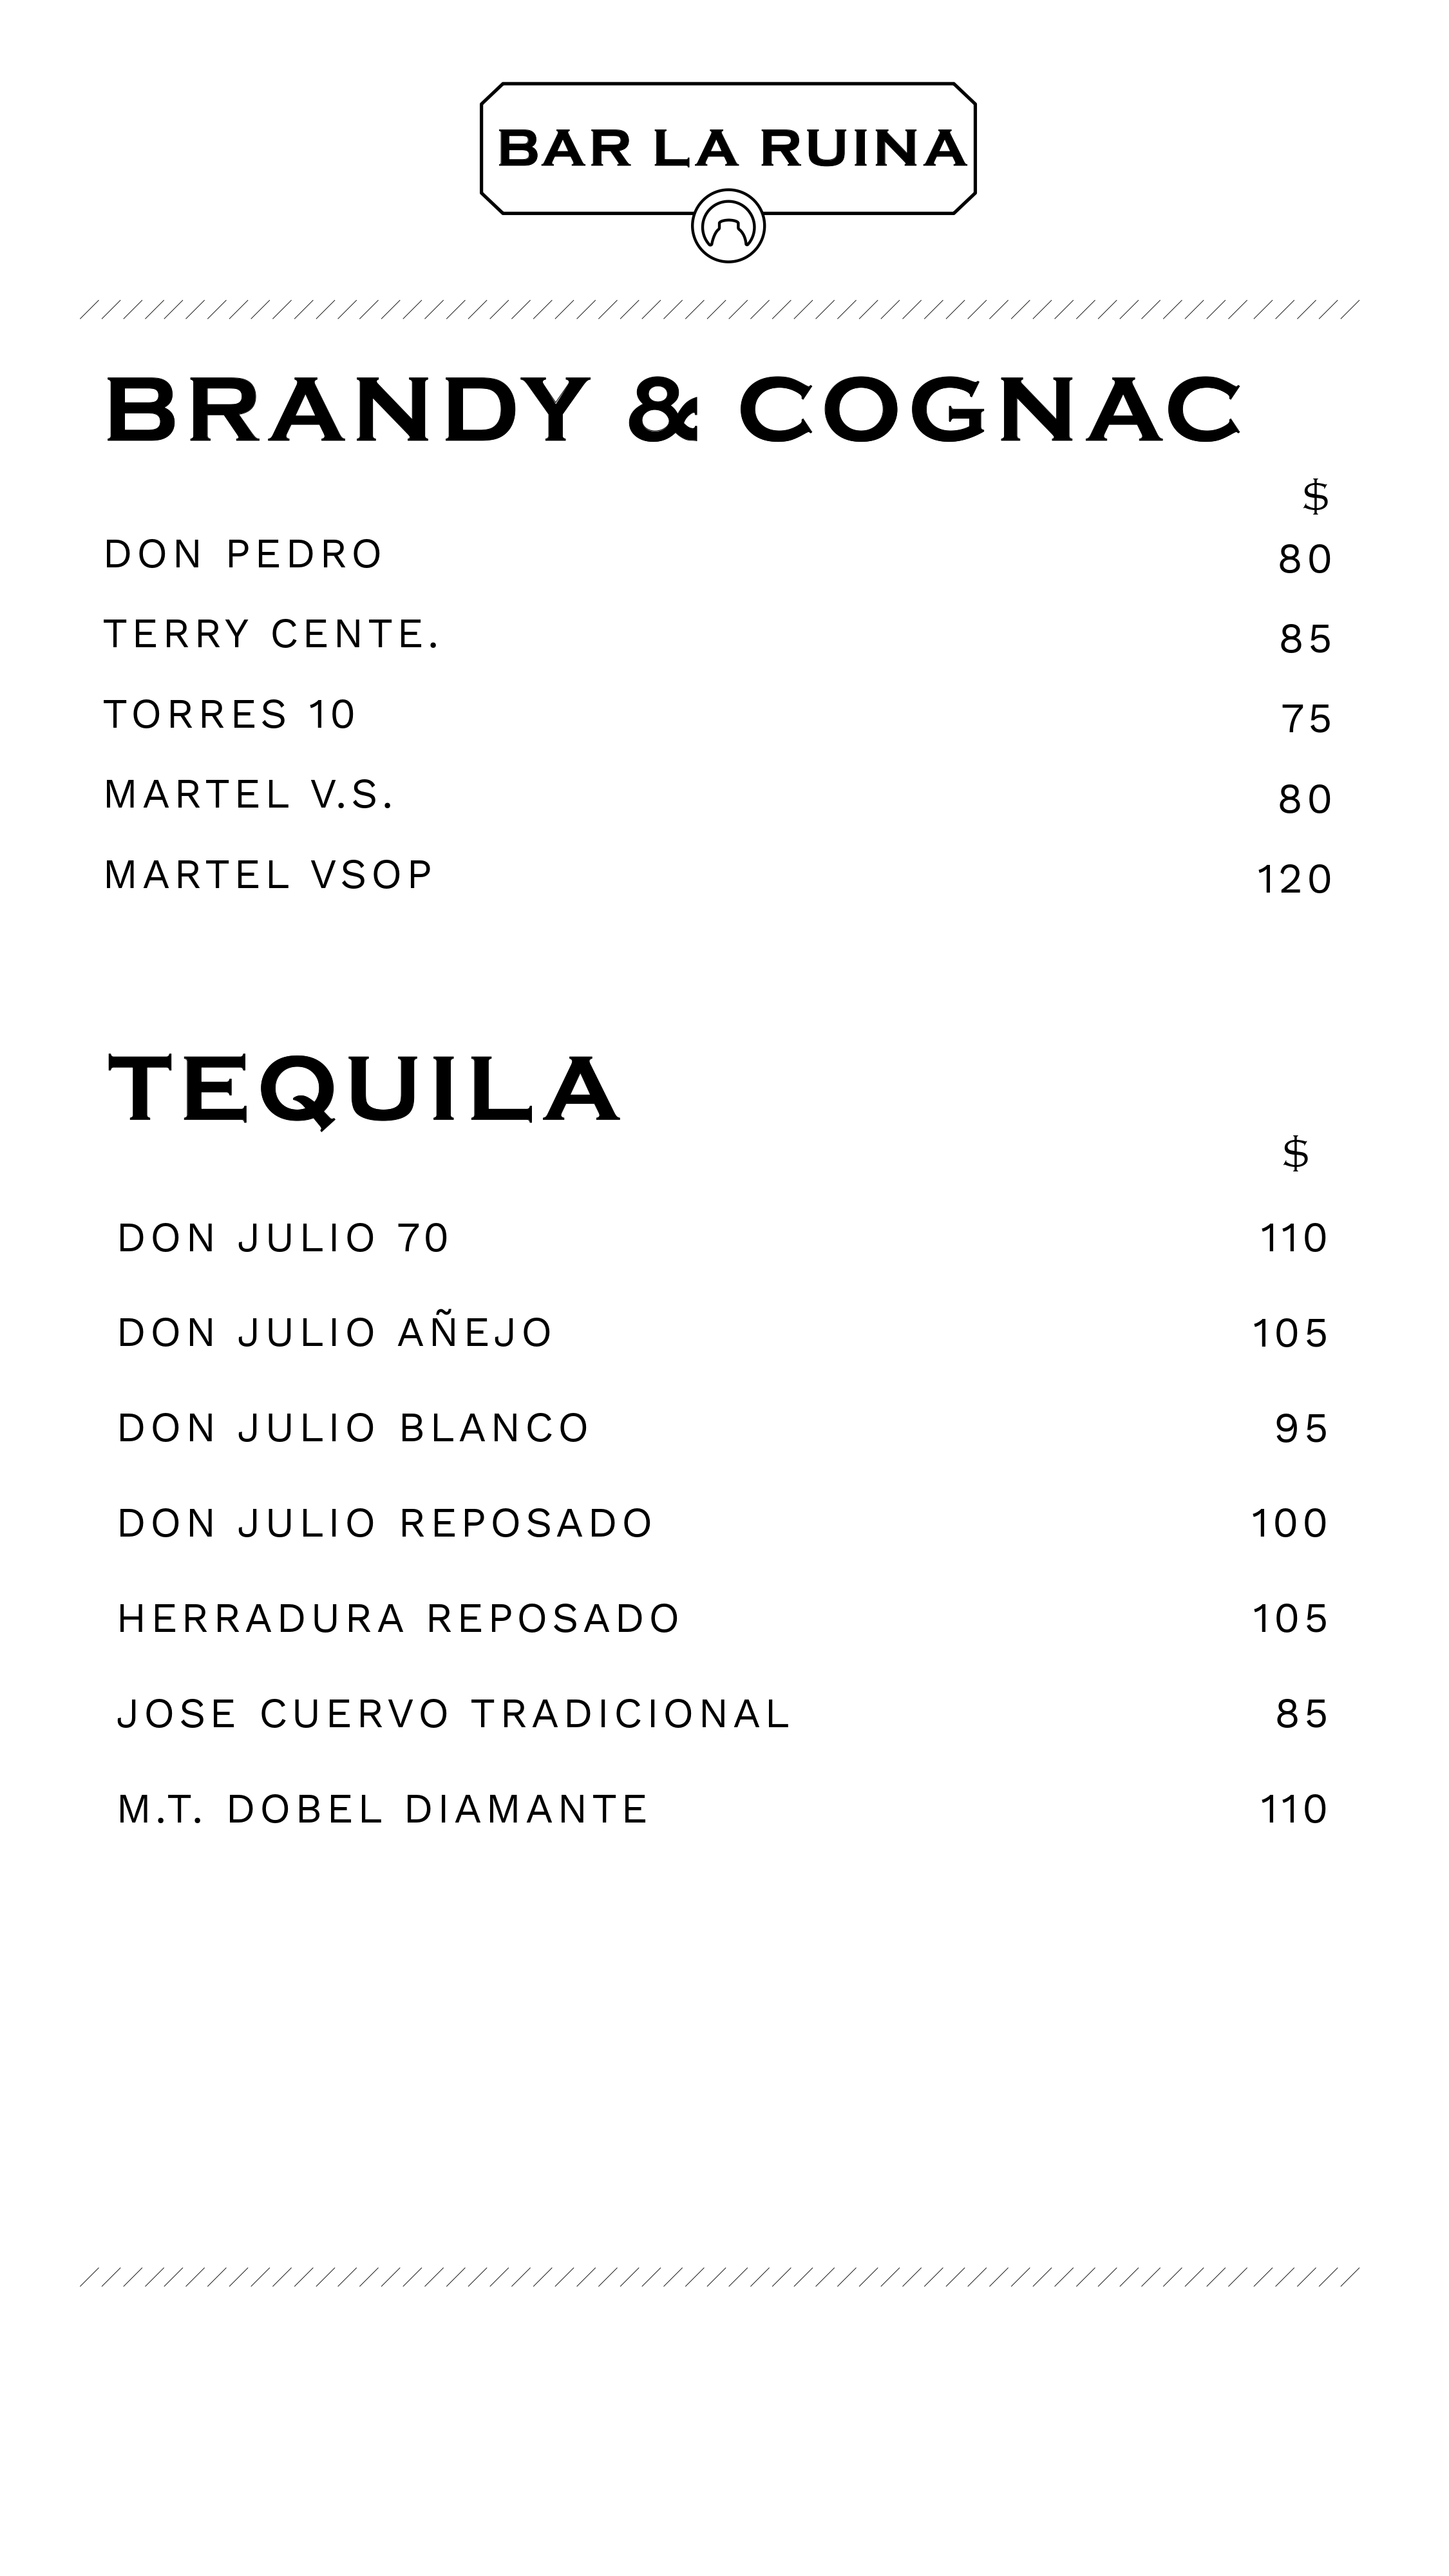 BAR LA RUINA
BRANDY & COGNAC
$
DON PEDRO 80
TERRY CENTE. 85
TORRES 10 75
MARTEL V.S. 80
MARTEL VSOP 120
TEQUILA
$
DON JULIO 70 110
DON JULIO AÑEJO 105
DON JULIO BLANCO 95
DON JULIO REPOSADO 100
HERRADURA REPOSADO 105
JOSE CUERVO TRADICIONAL 85
M.T. DOBEL DIAMANTE 110